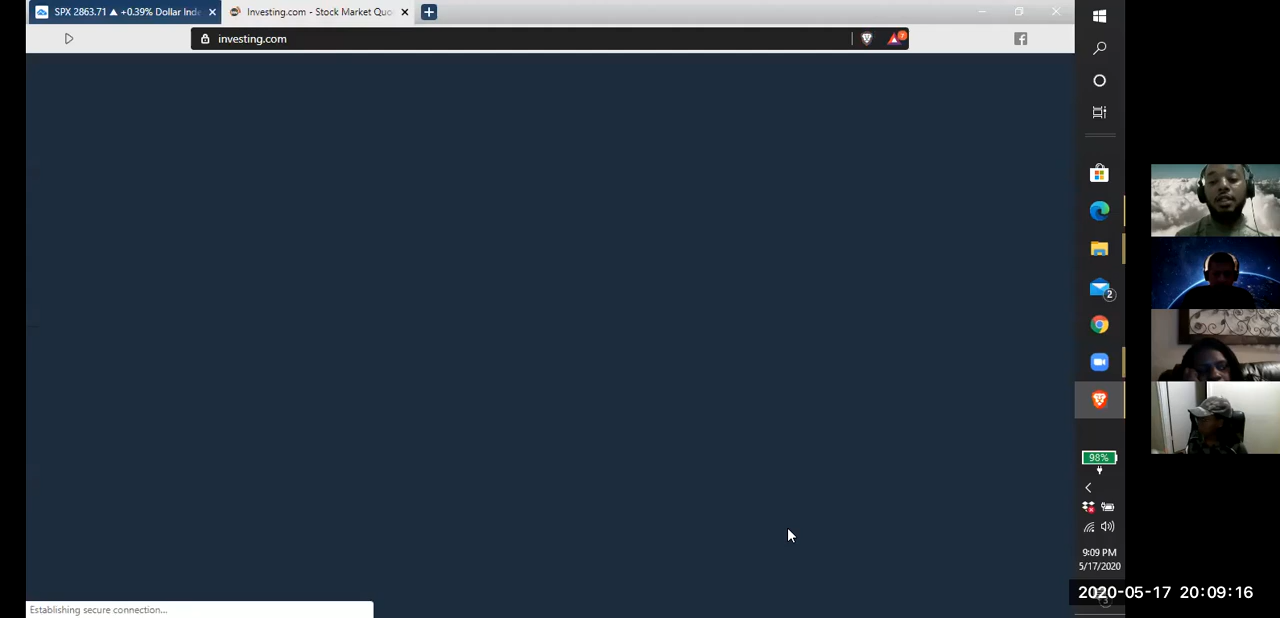 SPX 2863.71 ▲ +0.39% Dollar Inde
Investing.com - Stock Market Quo
investing.com
2
98%
9:09 PM
5/17/2020
2020-05-17 20:09:16
Establishing secure connection...